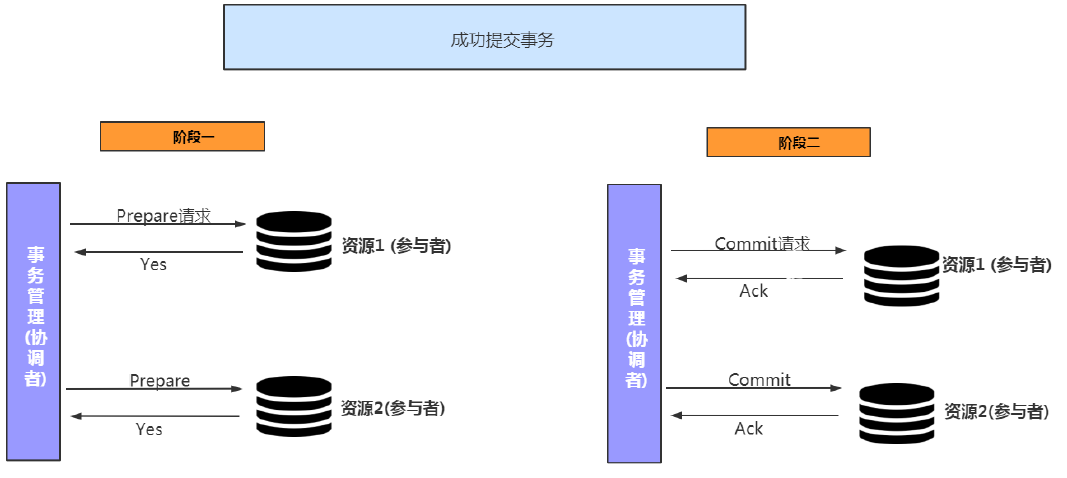 成功提交事务
阶段一
阶段二
事务管理(协调者)
Prepare请求
Yes
资源1 (参与者)
Prepare
Yes
资源2(参与者)
事务管理(协调者)
Commit请求
Ack
资源1 (参与者)
Commit
Ack
资源2(参与者)